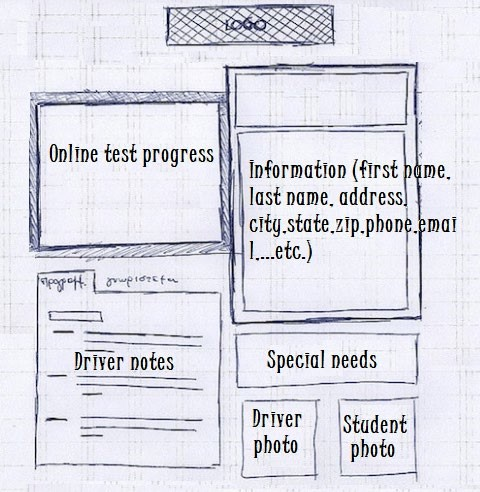 LOGO
Online test progress
Information (first name,
last name, address,
city,state,zip,phone,emai
l,...etc.)
Driver notes
Special needs
Driver
photo
Student
photo